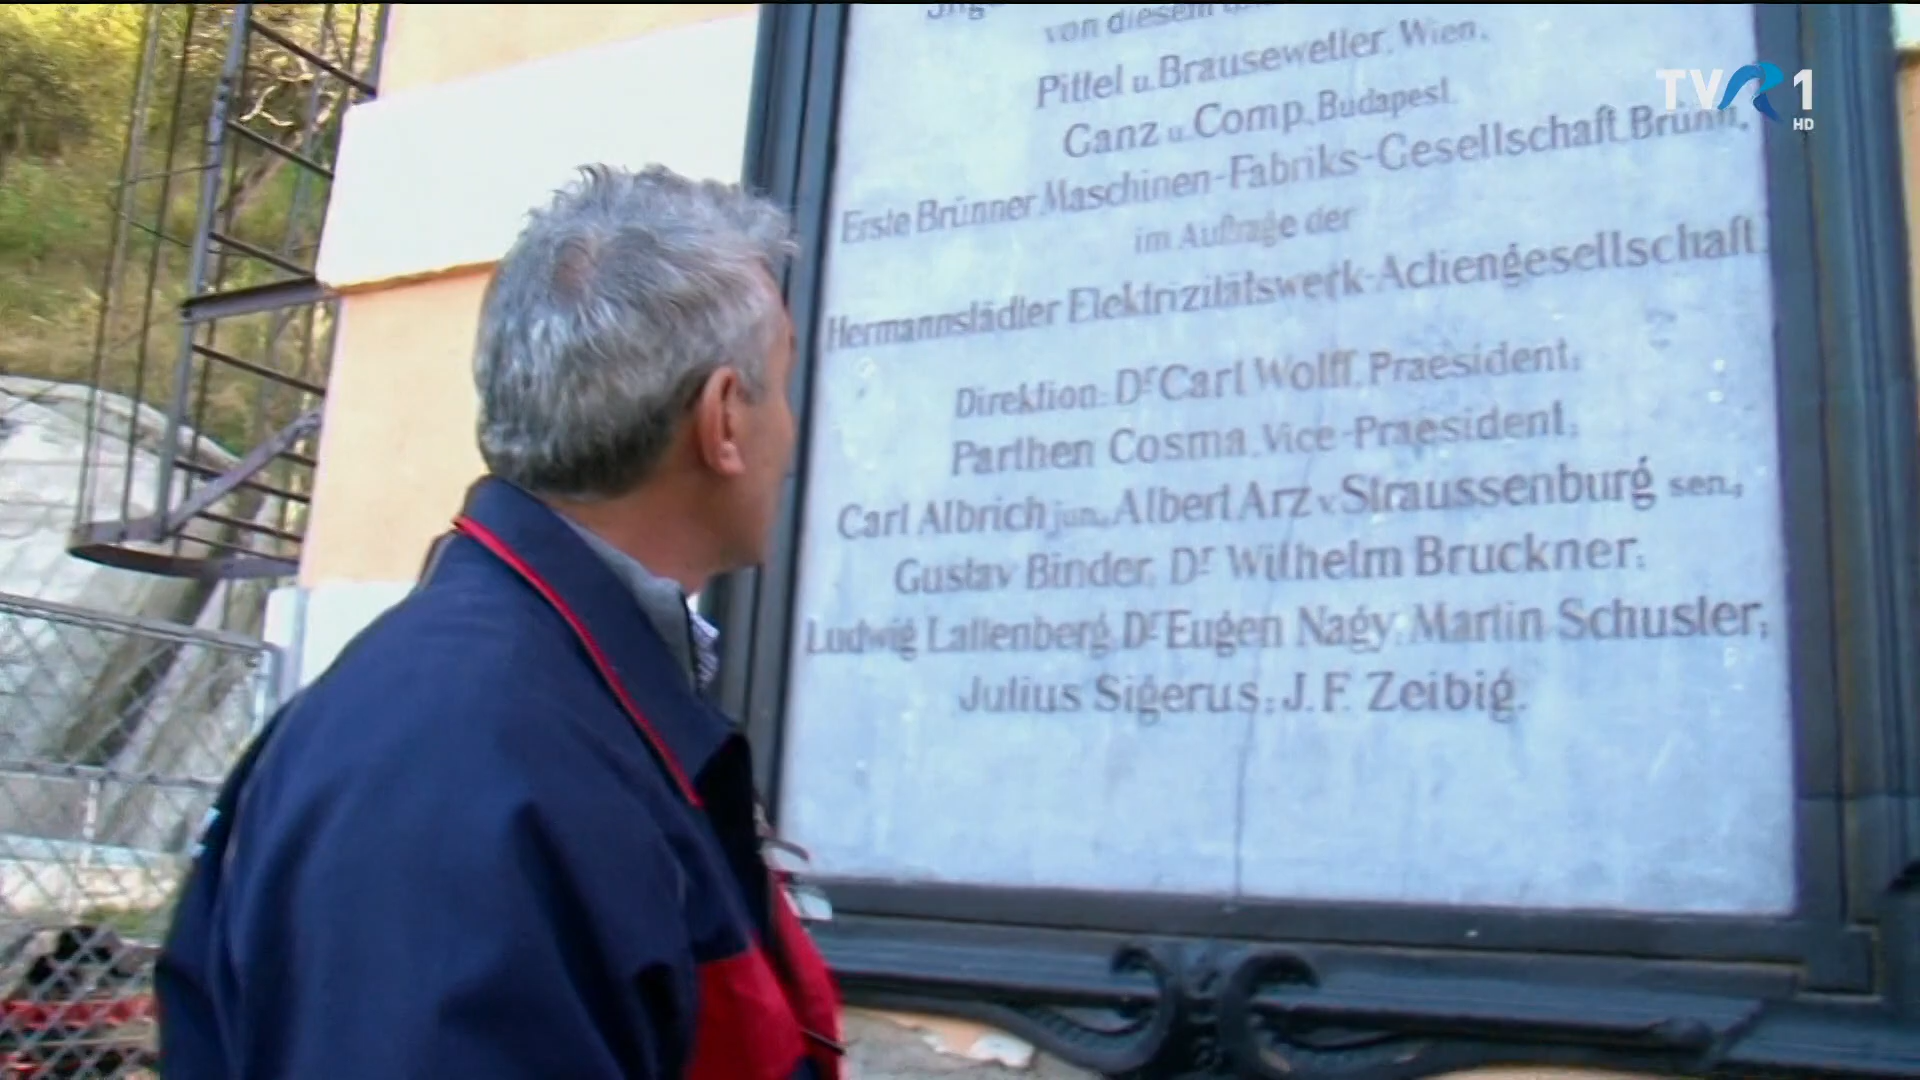 von diesem
Pittel u. Brauseweller. Wien.
Ganz u. Comp. Budapest.
Erste Brünner Maschinen-Fabriks-Gesellschaft. Brünn.
im Auftrage der
Hermannstädter Elektrizitätswerk-Actiengesellschaft.
Direktion: Dr Carl Wolff, Praesident;
Parthen Cosma, Vice-Praesident;
Carl Albrich jun., Albert Arz v. Straussenburg sen.,
Gustav Binder, Dr Wilhelm Bruckner;
Ludwig Lallenberg, Dr Eugen Nagy, Martin Schuster;
Julius Sigerus; J. F. Zeibig.
TVR 1
HD